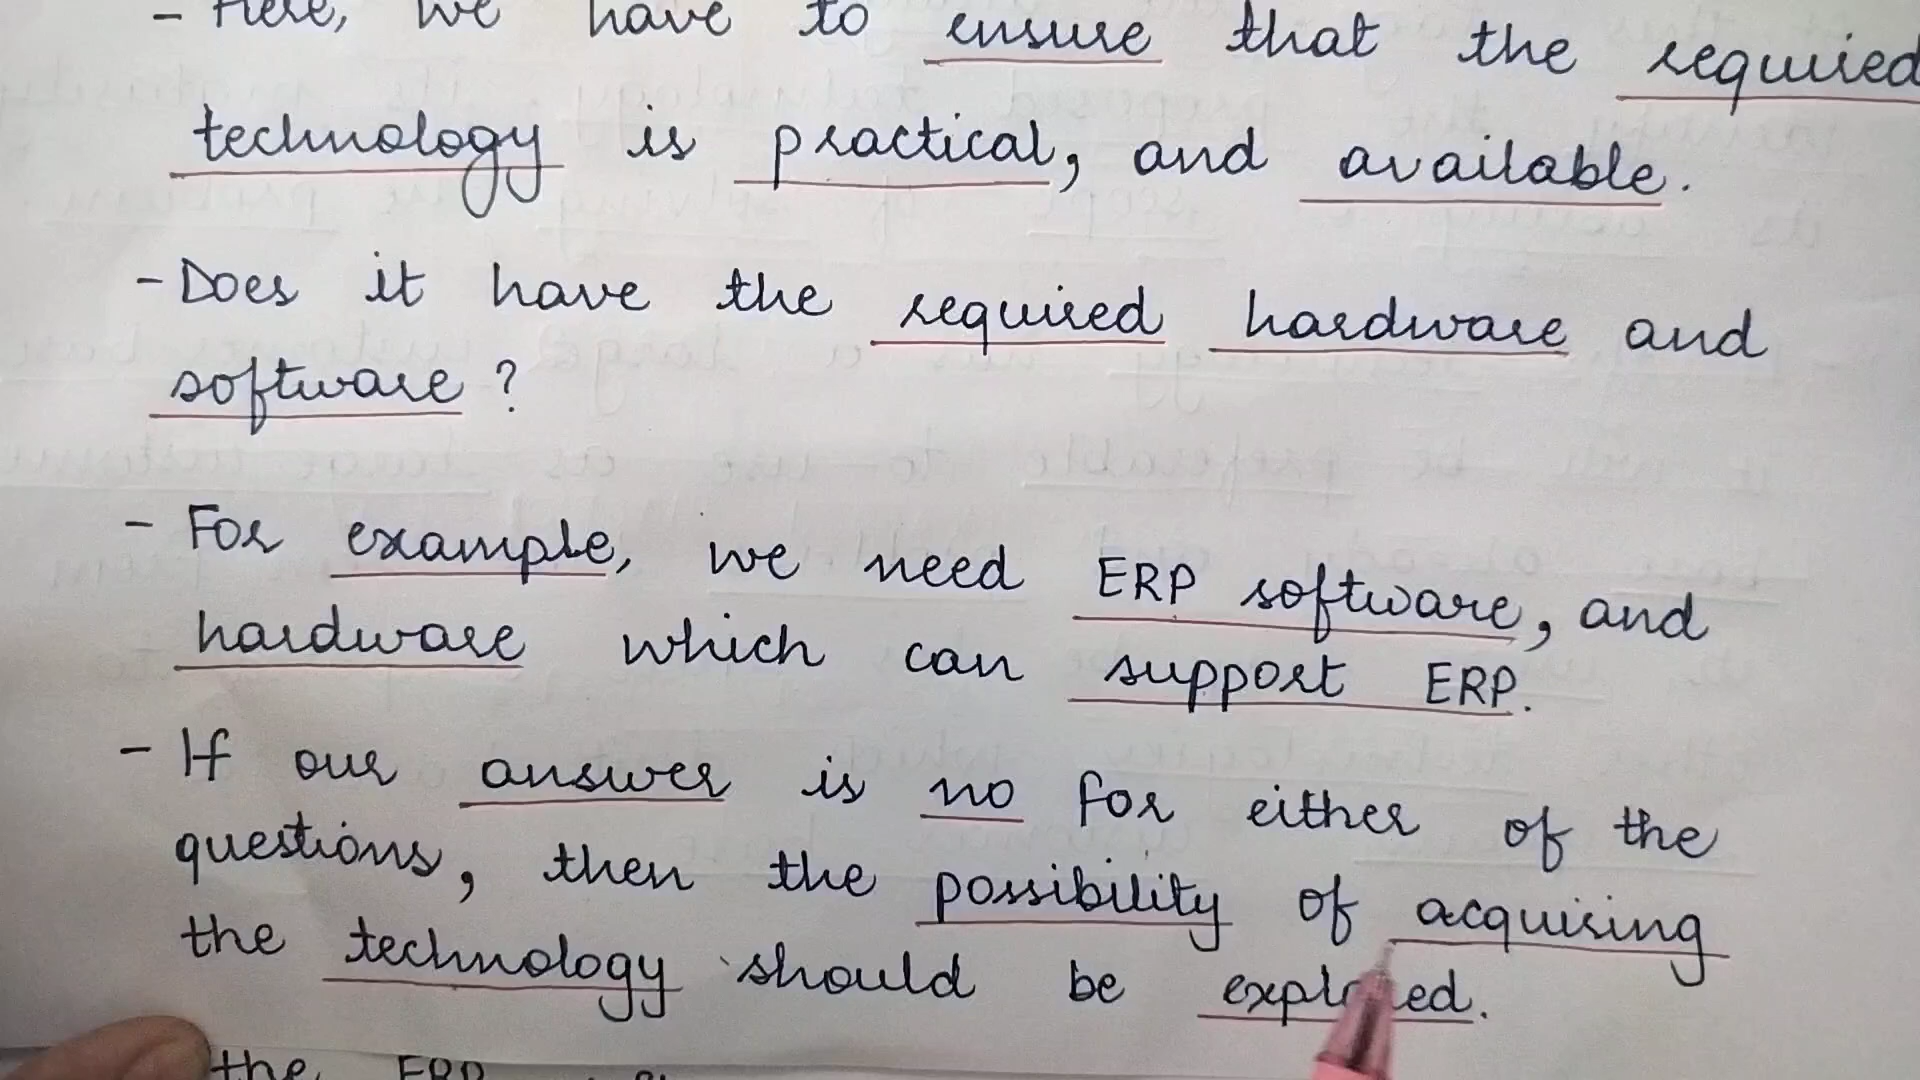 - Here, we have to ensure that the required
technology is practical, and available.
- Does it have the required hardware and
software ?
- For example, we need ERP software, and
hardware which can support ERP.
- If our answer is no for either of the
questions, then the possibility of acquiring
the technology should be explored.
the ERP